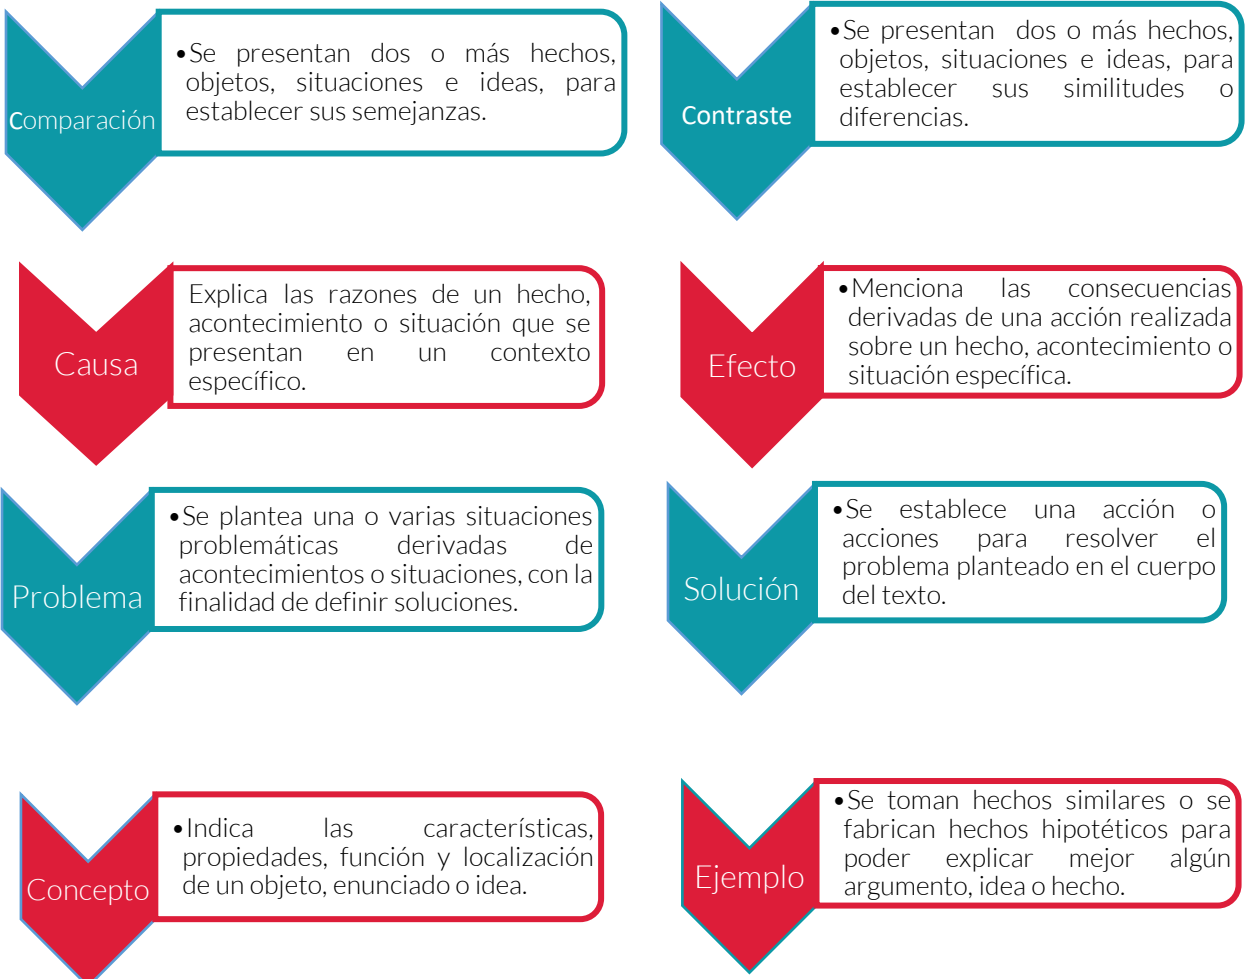 Comparación
•Se presentan dos o más hechos,
objetos, situaciones e ideas, para
establecer sus semejanzas.
Contraste
•Se presentan dos o más hechos,
objetos, situaciones e ideas, para
establecer sus similitudes o
diferencias.
Causa
Explica las razones de un hecho,
acontecimiento o situación que se
presentan en un contexto
específico.
Efecto
•Menciona las consecuencias
derivadas de una acción realizada
sobre un hecho, acontecimiento o
situación específica.
Problema
•Se plantea una o varias situaciones
problemáticas derivadas de
acontecimientos o situaciones, con la
finalidad de definir soluciones.
Solución
•Se establece una acción o
acciones para resolver el
problema planteado en el cuerpo
del texto.
Concepto
•Indica las características,
propiedades, función y localización
de un objeto, enunciado o idea.
Ejemplo
•Se toman hechos similares o se
fabrican hechos hipotéticos para
poder explicar mejor algún
argumento, idea o hecho.